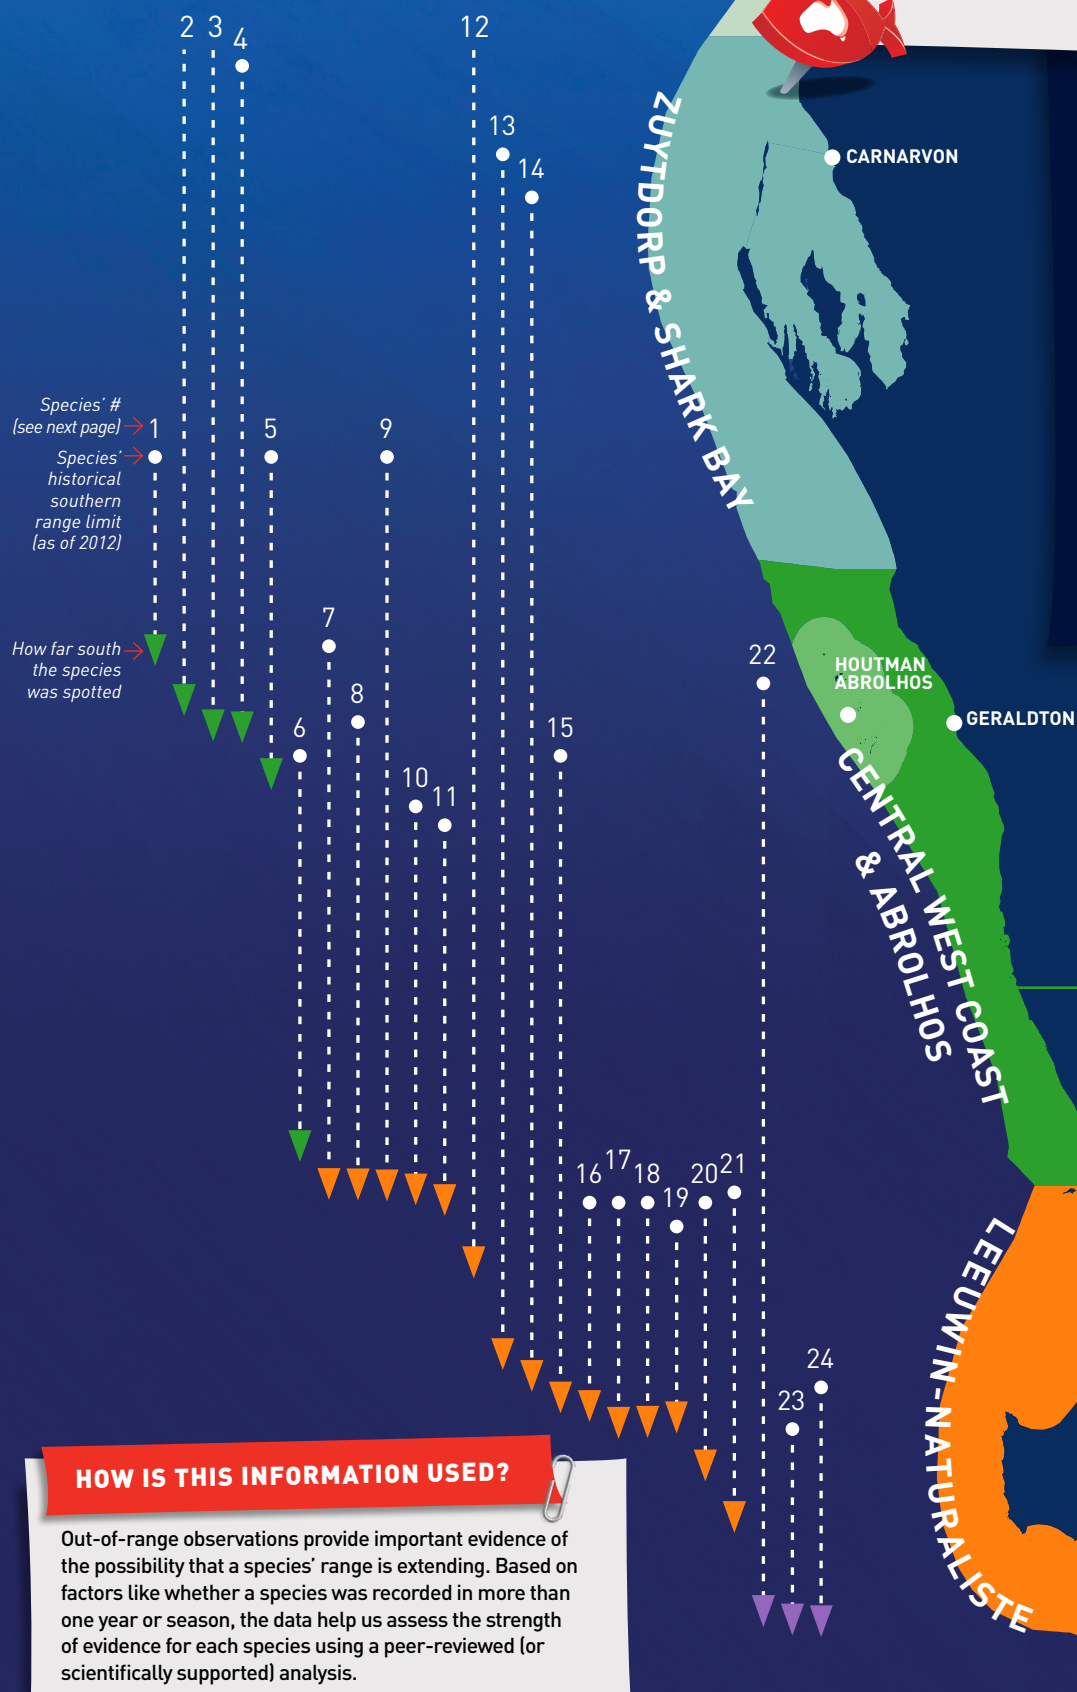 2
3
4
12
13
14
CARNARVON
ZUYTDORP & SHARK BAY
Species' #
(see next page)
1
5
9
Species'
historical
southern
range limit
(as of 2012)
7
How far south
the species
was spotted
22
HOUTMAN
ABROLHOS
8
GERALDTON
6
15
10
11
CENTRAL WEST COAST
& ABROLHOS
16
17
18
19
20
21
LEEUWIN-NATURALISTE
24
23
HOW IS THIS INFORMATION USED?
Out-of-range observations provide important evidence of
the possibility that a species' range is extending. Based on
factors like whether a species was recorded in more than
one year or season, the data help us assess the strength
of evidence for each species using a peer-reviewed (or
scientifically supported) analysis.